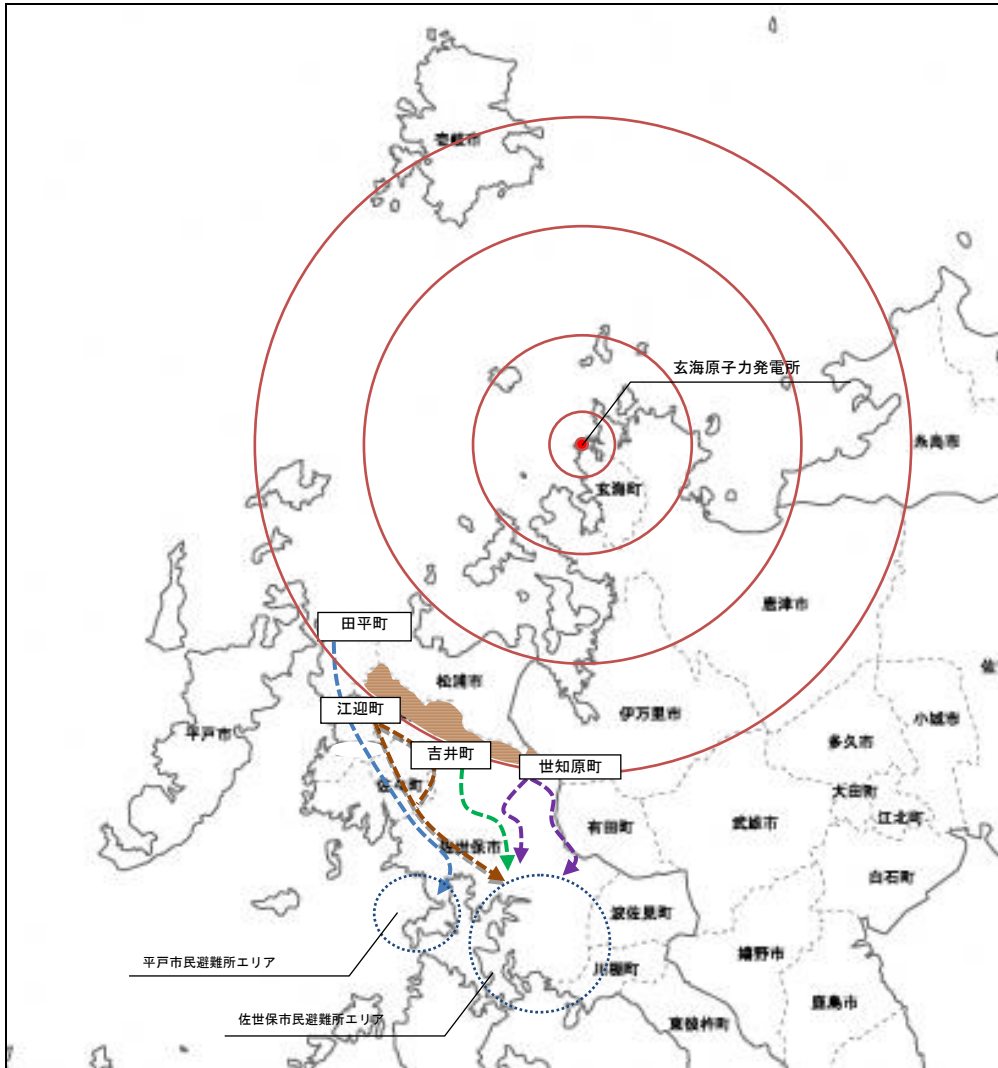 壱岐市
玄海原子力発電所
糸島市
玄海町
唐津市
田平町
松浦市
江迎町
伊万里市
小城市
平戸市
多久市
吉井町
世知原町
大町町
江北町
有田町
武雄市
佐世保市
白石町
波佐見町
嬉野市
平戸市民避難所エリア
川棚町
鹿島市
佐世保市民避難所エリア
東彼杵町